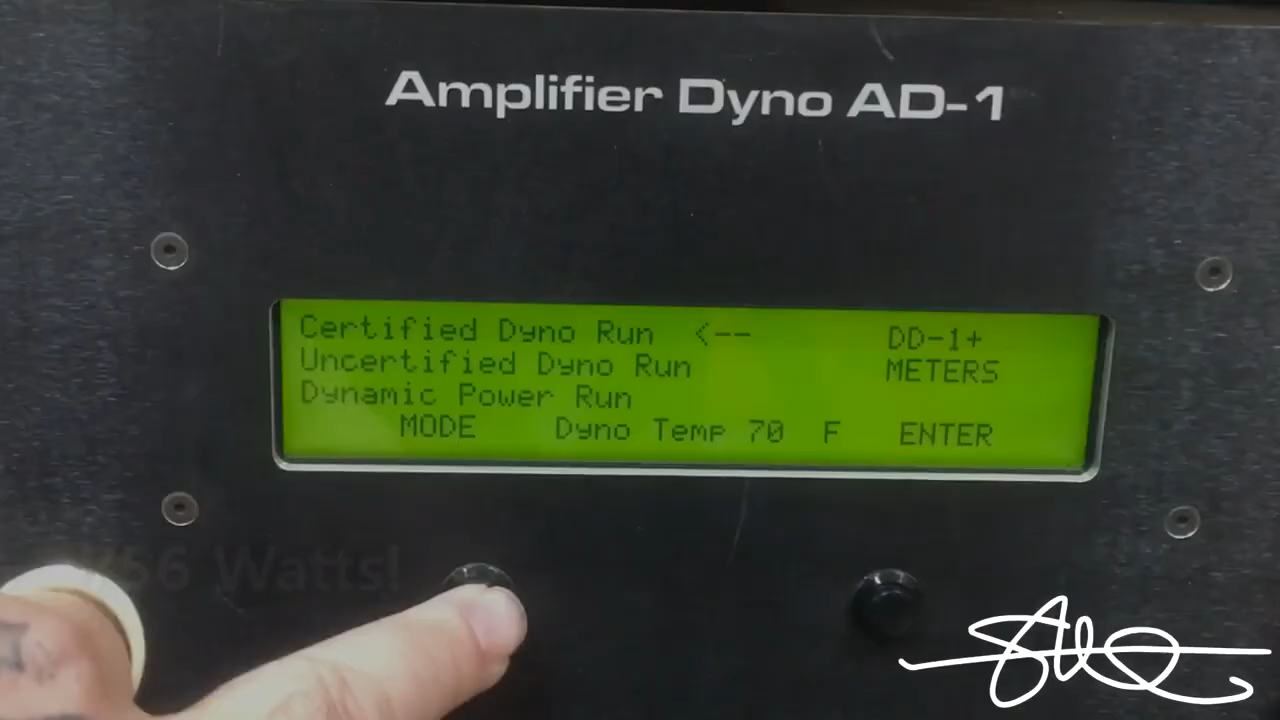 Amplifier Dyno AD-1
Certified Dyno Run <-- DD-1+
Uncertified Dyno Run METERS
Dynamic Power Run
MODE Dyno Temp 70 F ENTER
Watts!